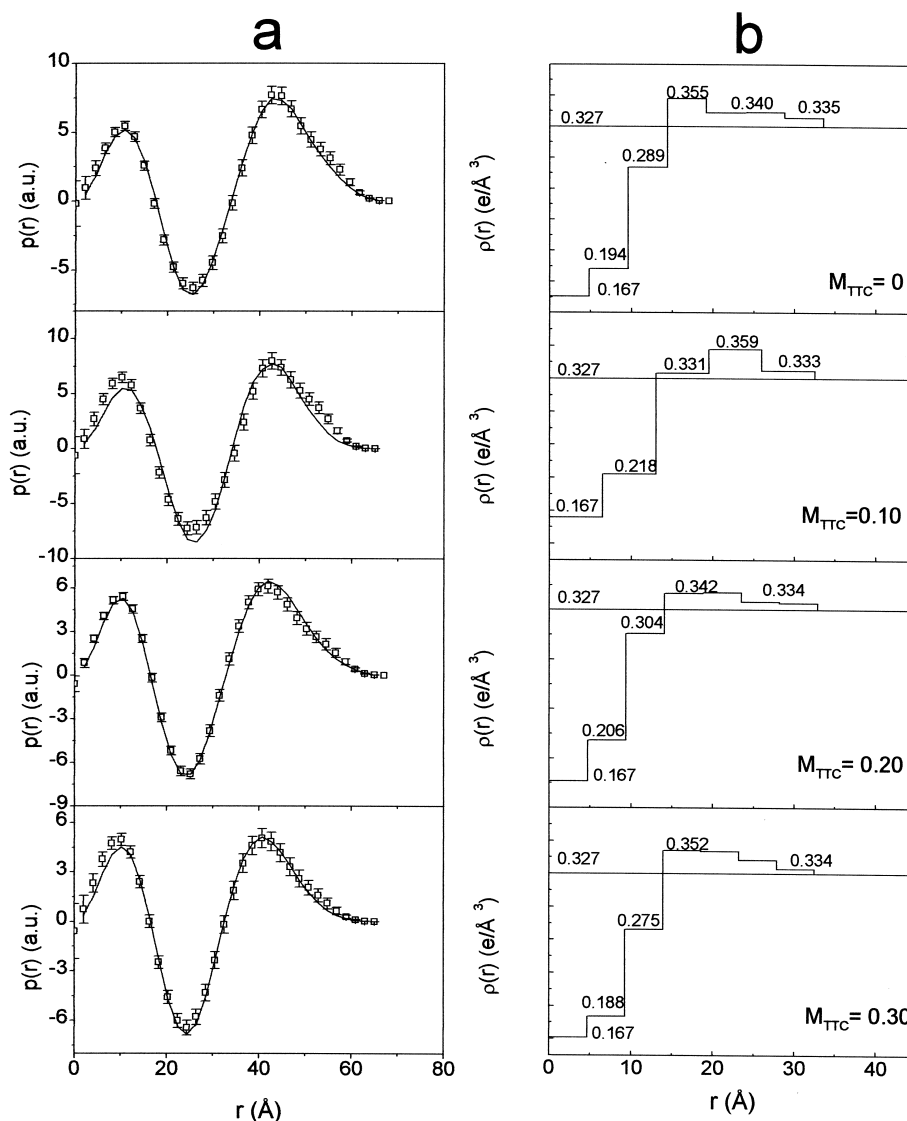 a
b
10
5
0
-5
p(r) (a.u.)
ρ(r) (e/Å³)
0.327
0.355
0.340
0.335
0.289
0.194
0.167
M_TTC= 0
10
5
0
-5
-10
p(r) (a.u.)
ρ(r) (e/Å³)
0.327
0.331
0.359
0.333
0.218
0.167
M_TTC=0.10
6
3
0
-3
-6
-9
p(r) (a.u.)
ρ(r) (e/Å³)
0.327
0.342
0.334
0.304
0.206
0.167
M_TTC= 0.20
6
3
0
-3
-6
p(r) (a.u.)
ρ(r) (e/Å³)
0.327
0.352
0.334
0.275
0.188
0.167
M_TTC= 0.30
0 20 40 60 80
0 10 20 30 40
r (Å)
r (Å)